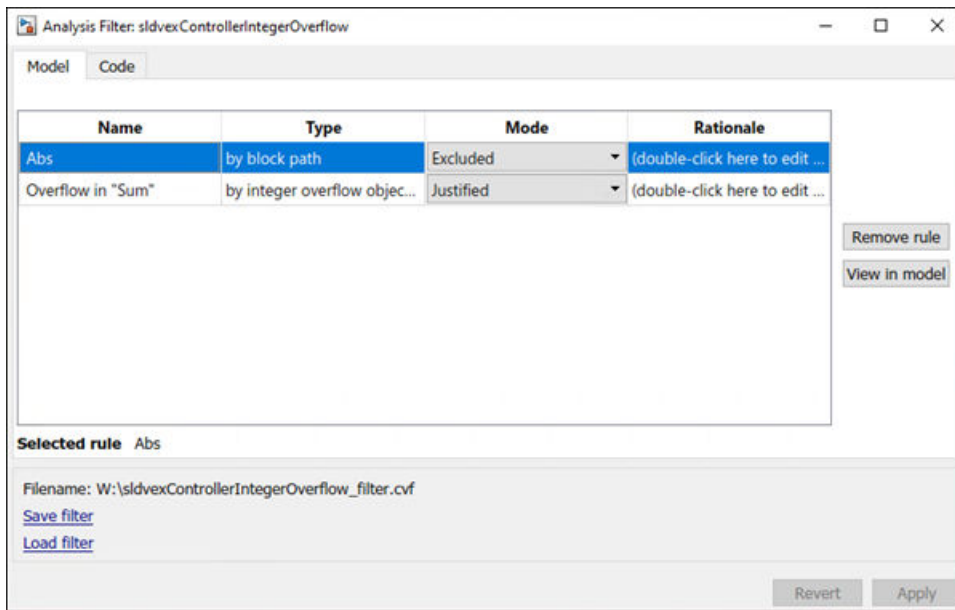 Analysis Filter: sldvexControllerIntegerOverflow
Model Code
Name Type Mode Rationale
Abs by block path Excluded (double-click here to edit ...
Overflow in "Sum" by integer overflow objec... Justified (double-click here to edit ...
Remove rule
View in model
Selected rule Abs
Filename: W:\sldvexControllerIntegerOverflow_filter.cvf
Save filter
Load filter
Revert Apply